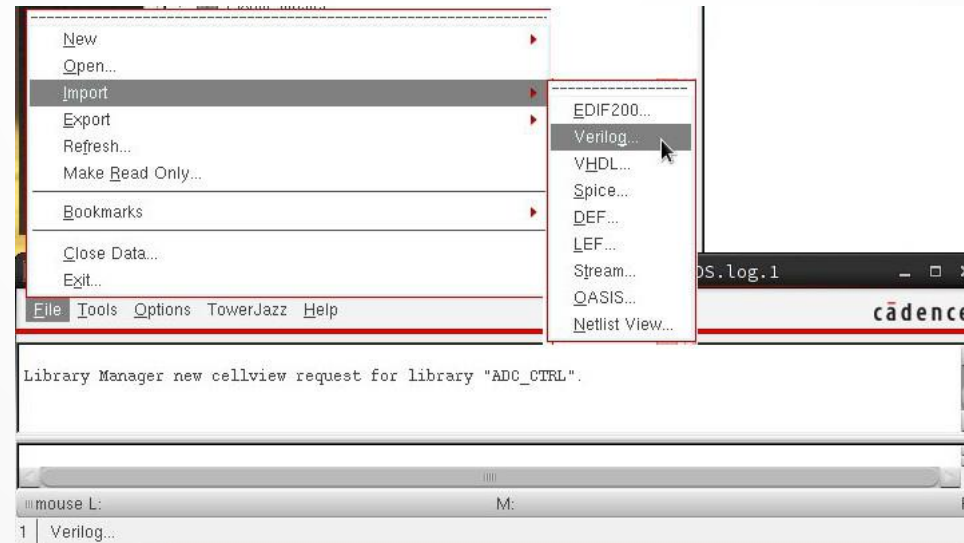 New
Open...
Import
Export
Refresh...
Make Read Only...
Bookmarks
Close Data...
Exit...
EDIF200...
Verilog...
VHDL...
Spice...
DEF...
LEF...
Stream...
OASIS...
Netlist View...
DS.log.1
File Tools Options TowerJazz Help
cādence
Library Manager new cellview request for library "ADC_CTRL".
mouse L: M:
1 Verilog...